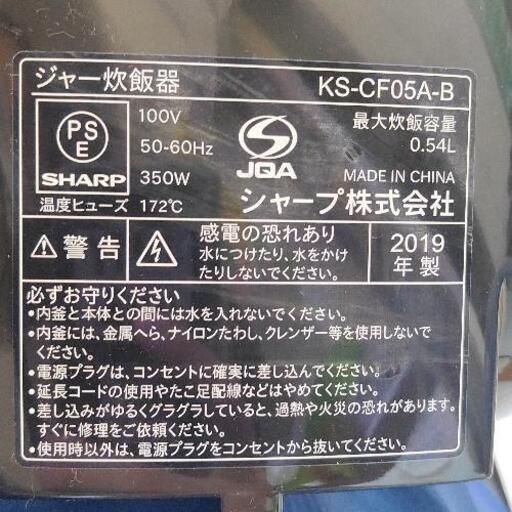 ジャー炊飯器 KS-CF05A-B
PS
E
SHARP
100V
50-60Hz
350W
JQA
最大炊飯容量
0.54L
MADE IN CHINA
温度ヒューズ 172℃
シャープ株式会社
警告
感電の恐れあり
水につけたり、水をかけ
たりしないでください。
2019
年製
必ずお守りください
•内釜と本体との間には水を入れないでください。
•内釜には、金属へら、ナイロンたわし、クレンザー等を使用しないで
ください。
•電源プラグは、コンセントに確実に差し込んでください。
•延長コードの使用やたこ足配線などはやめてください。
•差し込みがゆるくグラグラしていると、過熱や火災の恐れがあります。
すぐに修理をご依頼ください。
•使用時以外は、電源プラグをコンセントから抜いてください。